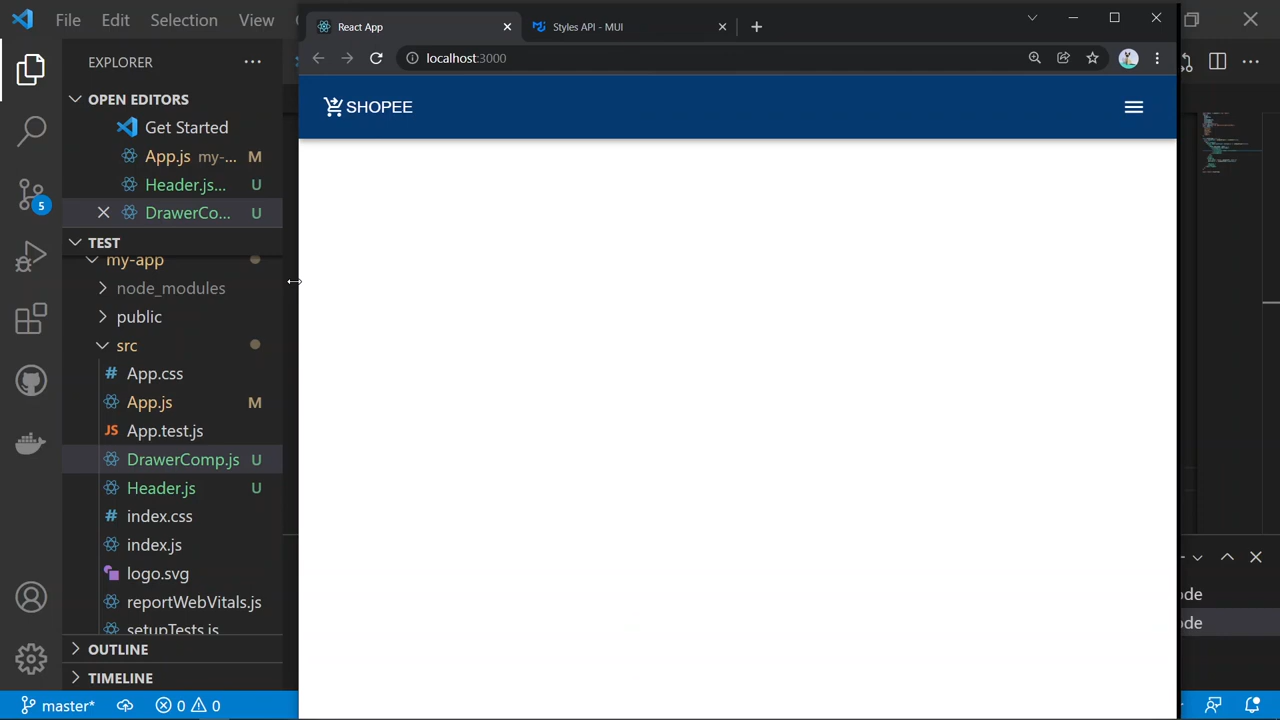 File Edit Selection View
EXPLORER
OPEN EDITORS
Get Started
App.js my-... M
Header.js... U
DrawerCo... U
TEST
my-app
node_modules
public
src
App.css
App.js M
JS App.test.js
DrawerComp.js U
Header.js U
# index.css
index.js
logo.svg
reportWebVitals.js
setupTests.js
OUTLINE
TIMELINE
5
master* 0 0
React App
Styles API - MUI
localhost:3000
SHOPEE
ode
ode